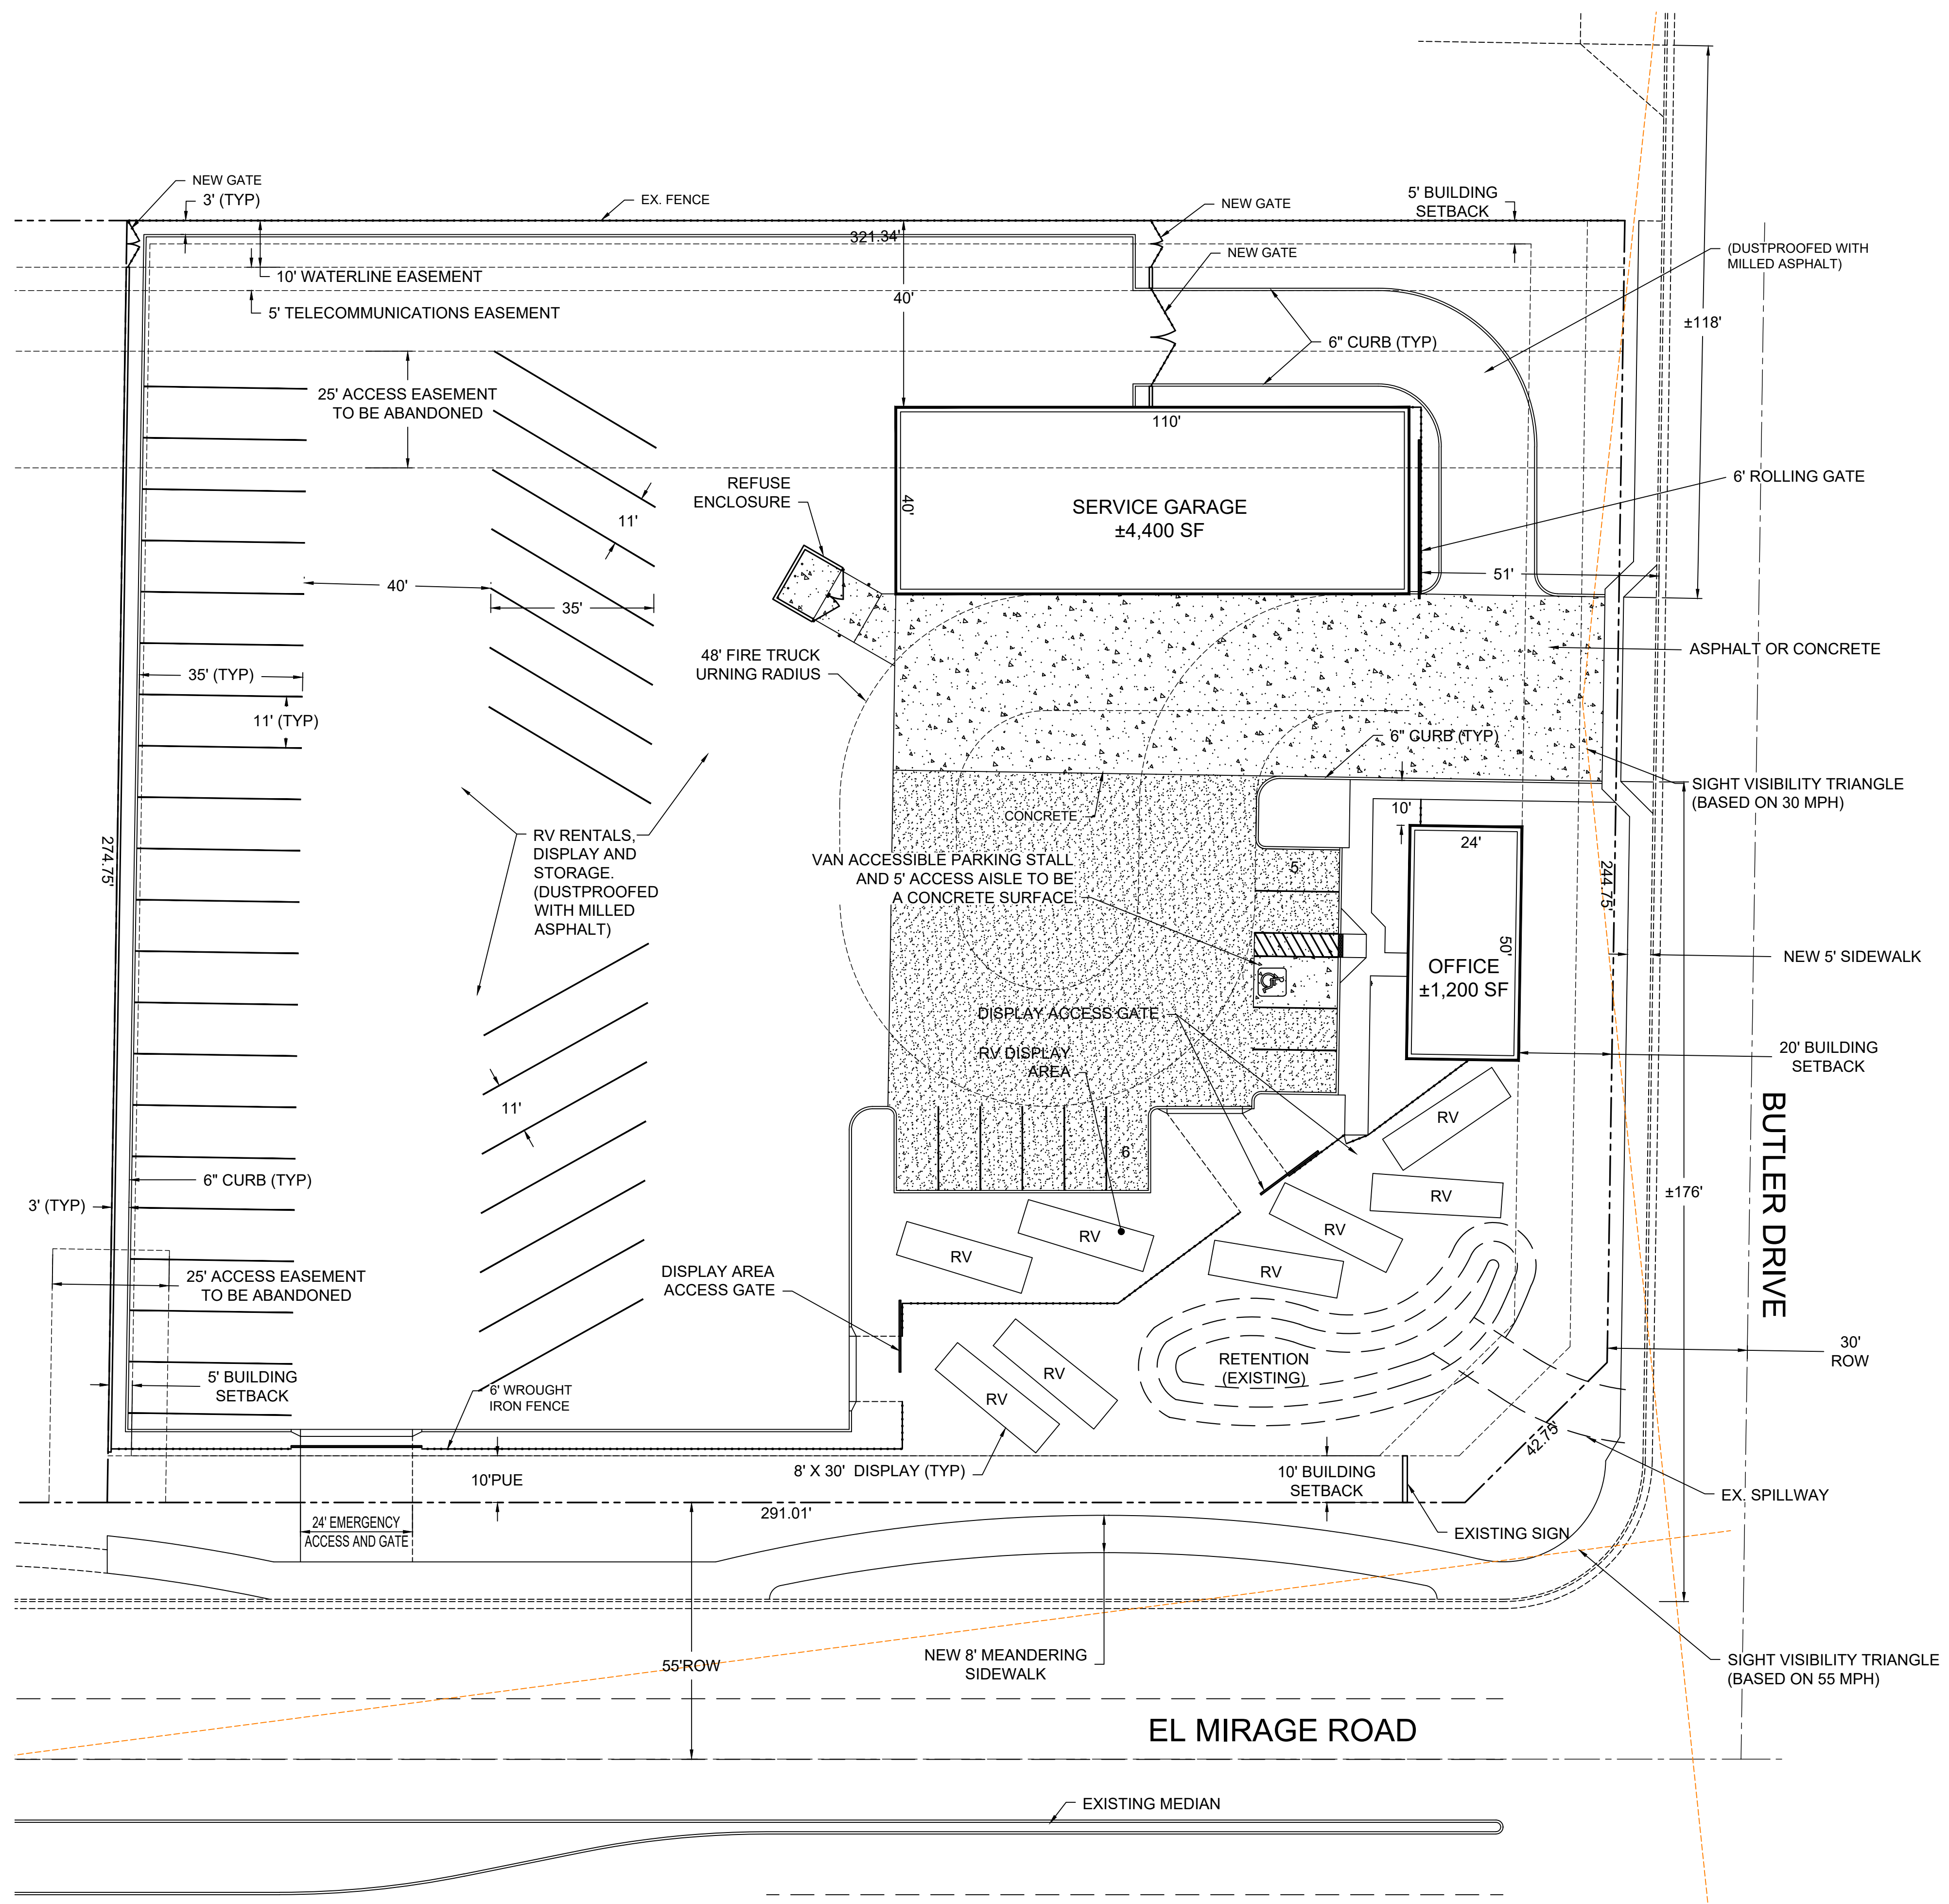 NEW GATE
3' (TYP)
EX. FENCE
NEW GATE
5' BUILDING
SETBACK
321.34'
NEW GATE
(DUSTPROOFED WITH
MILLED ASPHALT)
10' WATERLINE EASEMENT
40'
5' TELECOMMUNICATIONS EASEMENT
±118'
6" CURB (TYP)
25' ACCESS EASEMENT
TO BE ABANDONED
110'
REFUSE
ENCLOSURE
6' ROLLING GATE
40'
SERVICE GARAGE
±4,400 SF
11'
51'
40'
35'
48' FIRE TRUCK
URNING RADIUS
ASPHALT OR CONCRETE
35' (TYP)
11' (TYP)
6" CURB (TYP)
SIGHT VISIBILITY TRIANGLE
(BASED ON 30 MPH)
CONCRETE
10'
274.75'
RV RENTALS,
DISPLAY AND
STORAGE.
(DUSTPROOFED
WITH MILLED
ASPHALT)
24'
VAN ACCESSIBLE PARKING STALL
AND 5' ACCESS AISLE TO BE
A CONCRETE SURFACE
5
244.75'
50'
NEW 5' SIDEWALK
OFFICE
±1,200 SF
DISPLAY ACCESS GATE
RV DISPLAY
AREA
20' BUILDING
SETBACK
11'
RV
BUTLER DRIVE
6
6" CURB (TYP)
±176'
3' (TYP)
RV
RV
RV
RV
RV
25' ACCESS EASEMENT
TO BE ABANDONED
DISPLAY AREA
ACCESS GATE
30'
ROW
RETENTION
(EXISTING)
5' BUILDING
SETBACK
6' WROUGHT
IRON FENCE
RV
RV
42.75'
10'PUE
8' X 30' DISPLAY (TYP)
10' BUILDING
SETBACK
EX. SPILLWAY
291.01'
24' EMERGENCY
ACCESS AND GATE
EXISTING SIGN
NEW 8' MEANDERING
SIDEWALK
55'ROW
SIGHT VISIBILITY TRIANGLE
(BASED ON 55 MPH)
EL MIRAGE ROAD
EXISTING MEDIAN